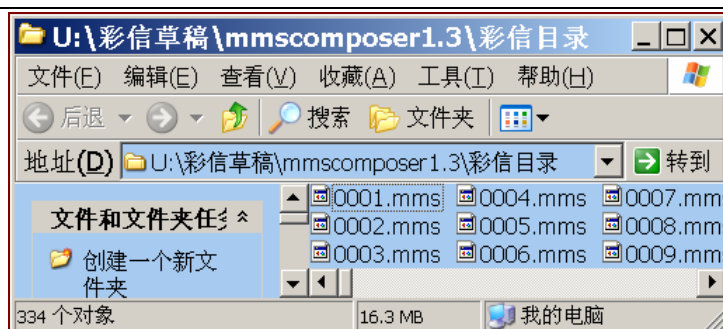 U:\彩信草稿\mmscomposer1.3\彩信目录
文件(F) 编辑(E) 查看(V) 收藏(A) 工具(T) 帮助(H)
后退 搜索 文件夹
地址(D) U:\彩信草稿\mmscomposer1.3\彩信目录 转到
文件和文件夹任
创建一个新文
件夹
0001.mms 0004.mms 0007.mm
0002.mms 0005.mms 0008.mm
0003.mms 0006.mms 0009.mm
334 个对象 16.3 MB 我的电脑